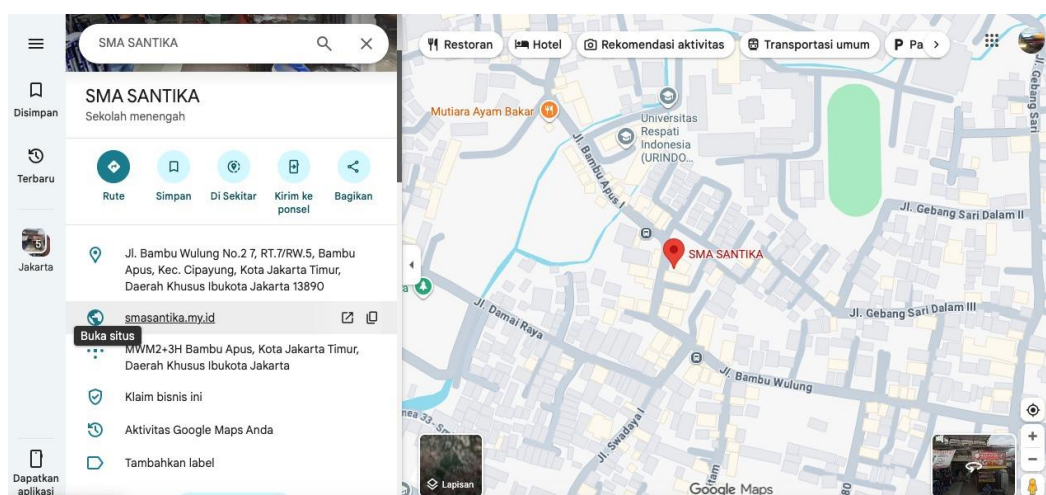 SMA SANTIKA
Disimpan
Terbaru
5
Jakarta
Dapatkan
aplikasi
SMA SANTIKA
Sekolah menengah
Rute
Simpan
Di Sekitar
Kirim ke
ponsel
Bagikan
Jl. Bambu Wulung No.2 7, RT.7/RW.5, Bambu
Apus, Kec. Cipayung, Kota Jakarta Timur,
Daerah Khusus Ibukota Jakarta 13890
smasantika.my.id
Buka situs
MWM2+3H Bambu Apus, Kota Jakarta Timur,
Daerah Khusus Ibukota Jakarta
Klaim bisnis ini
Aktivitas Google Maps Anda
Tambahkan label
Restoran
Hotel
Rekomendasi aktivitas
Transportasi umum
P Pa
Mutiara Ayam Bakar
Universitas
Respati
Indonesia
(URINDO...
Jl. Gebang Sari
Jl. Bambu Apus I
Jl. Gebang Sari Dalam II
SMA SANTIKA
Jl. Damai Raya
Jl. Gebang Sari Dalam III
Jl. Bambu Wulung
Jl. Swadaya I
Lapisan
Google Maps